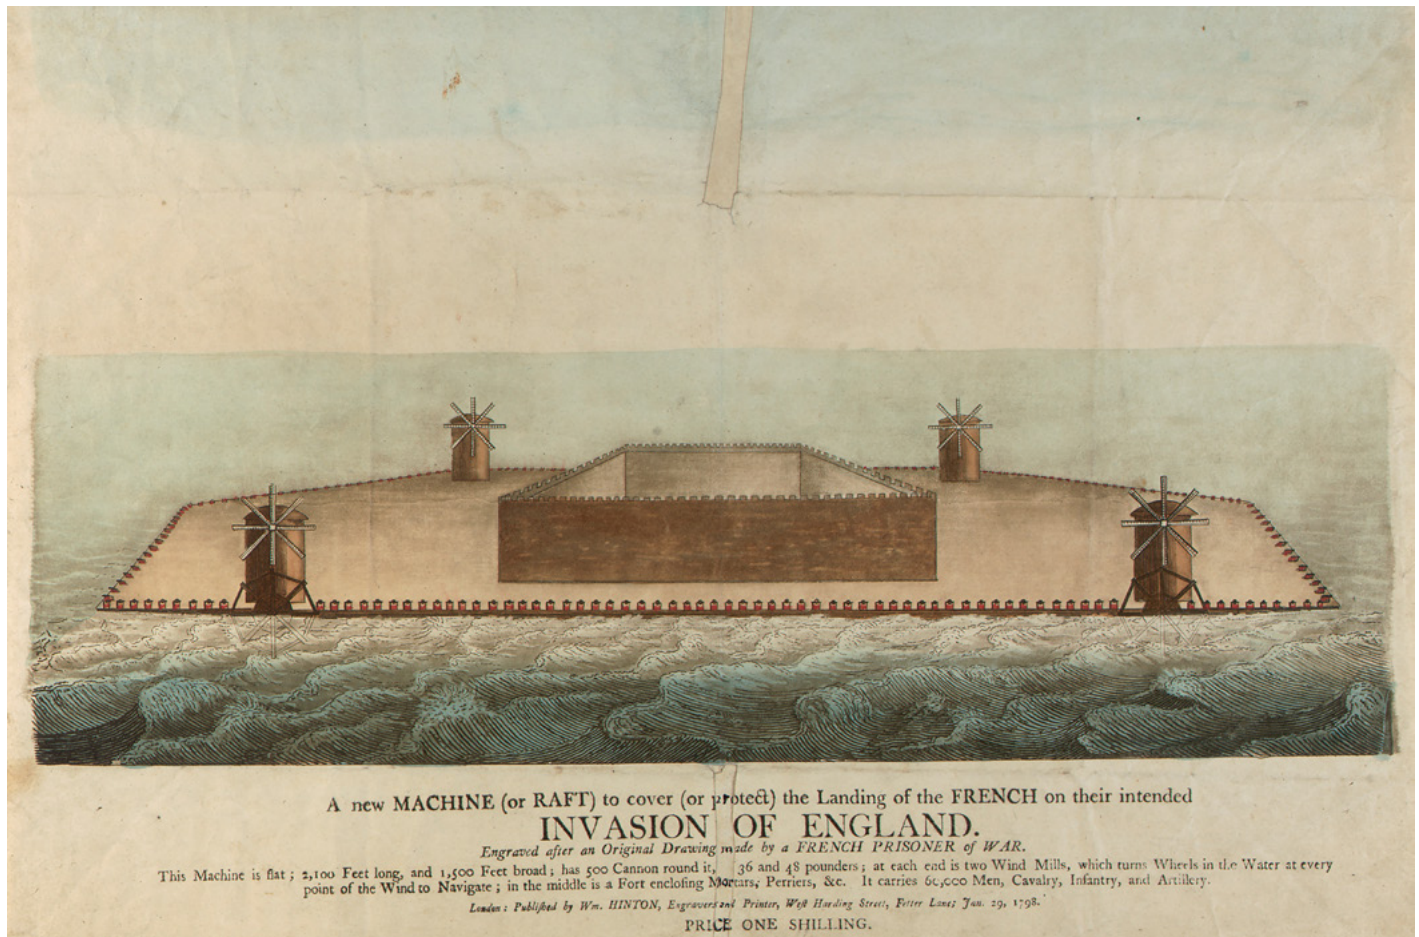 A new MACHINE (or RAFT) to cover (or protect) the Landing of the FRENCH on their intended
INVASION OF ENGLAND.
Engraved after an Original Drawing made by a FRENCH PRISONER of WAR.
This Machine is flat; 2,100 Feet long, and 1,500 Feet broad; has 500 Cannon round it, 36 and 48 pounders; at each end is two Wind Mills, which turns Wheels in the Water at every
point of the Wind to Navigate; in the middle is a Fort encloſing Mortars, Perriers, &c. It carries 60,000 Men, Cavalry, Infantry, and Artillery.
London: Publiſhed by Wm. HINTON, Engraver and Printer, Weſt Harding Street, Fetter Lane; Jan. 29, 1798.
PRICE ONE SHILLING.